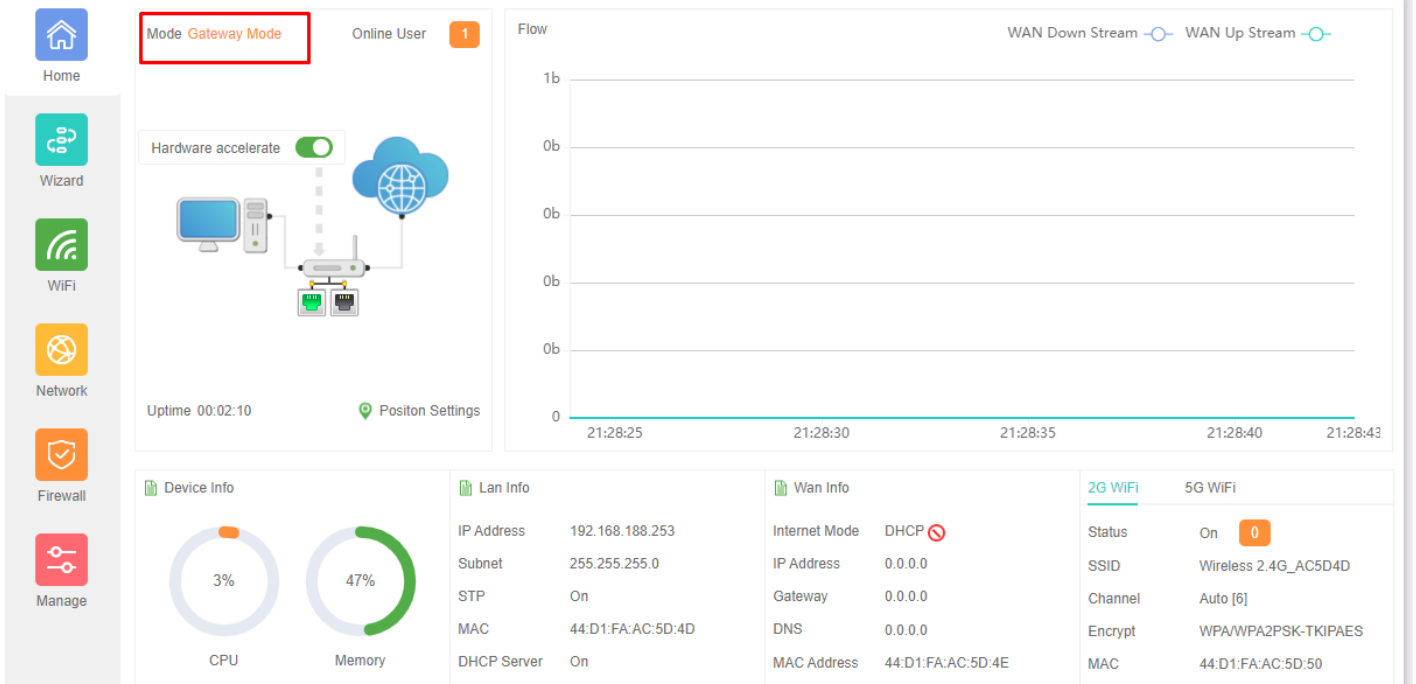 Home
Wizard
WiFi
Network
Firewall
Manage
Mode Gateway Mode
Online User 1
Hardware accelerate
Uptime 00:02:10
Positon Settings
Flow
WAN Down Stream
WAN Up Stream
1b
0b
0b
0b
0b
0
21:28:25 21:28:30 21:28:35 21:28:40 21:28:43
Device Info
3%
47%
CPU
Memory
Lan Info
IP Address 192.168.188.253
Subnet 255.255.255.0
STP On
MAC 44:D1:FA:AC:5D:4D
DHCP Server On
Wan Info
Internet Mode DHCP
IP Address 0.0.0.0
Gateway 0.0.0.0
DNS 0.0.0.0
MAC Address 44:D1:FA:AC:5D:4E
2G WiFi 5G WiFi
Status On 0
SSID Wireless 2.4G_AC5D4D
Channel Auto [6]
Encrypt WPA/WPA2PSK-TKIPAES
MAC 44:D1:FA:AC:5D:50